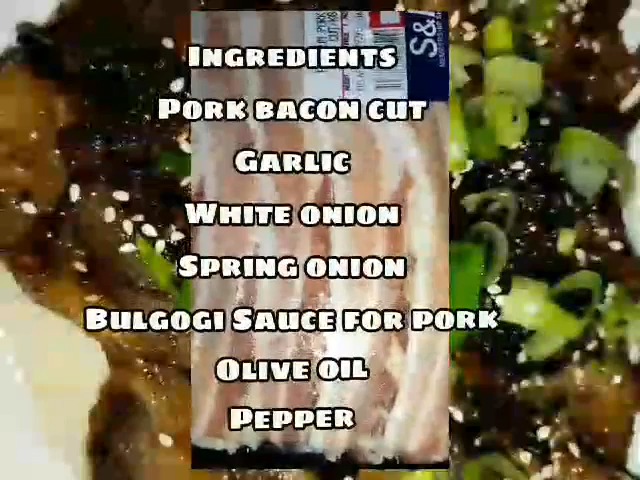 S&
Ingredients
Pork bacon cut
Garlic
White onion
Spring onion
Bulgogi Sauce for pork
Olive oil
Pepper